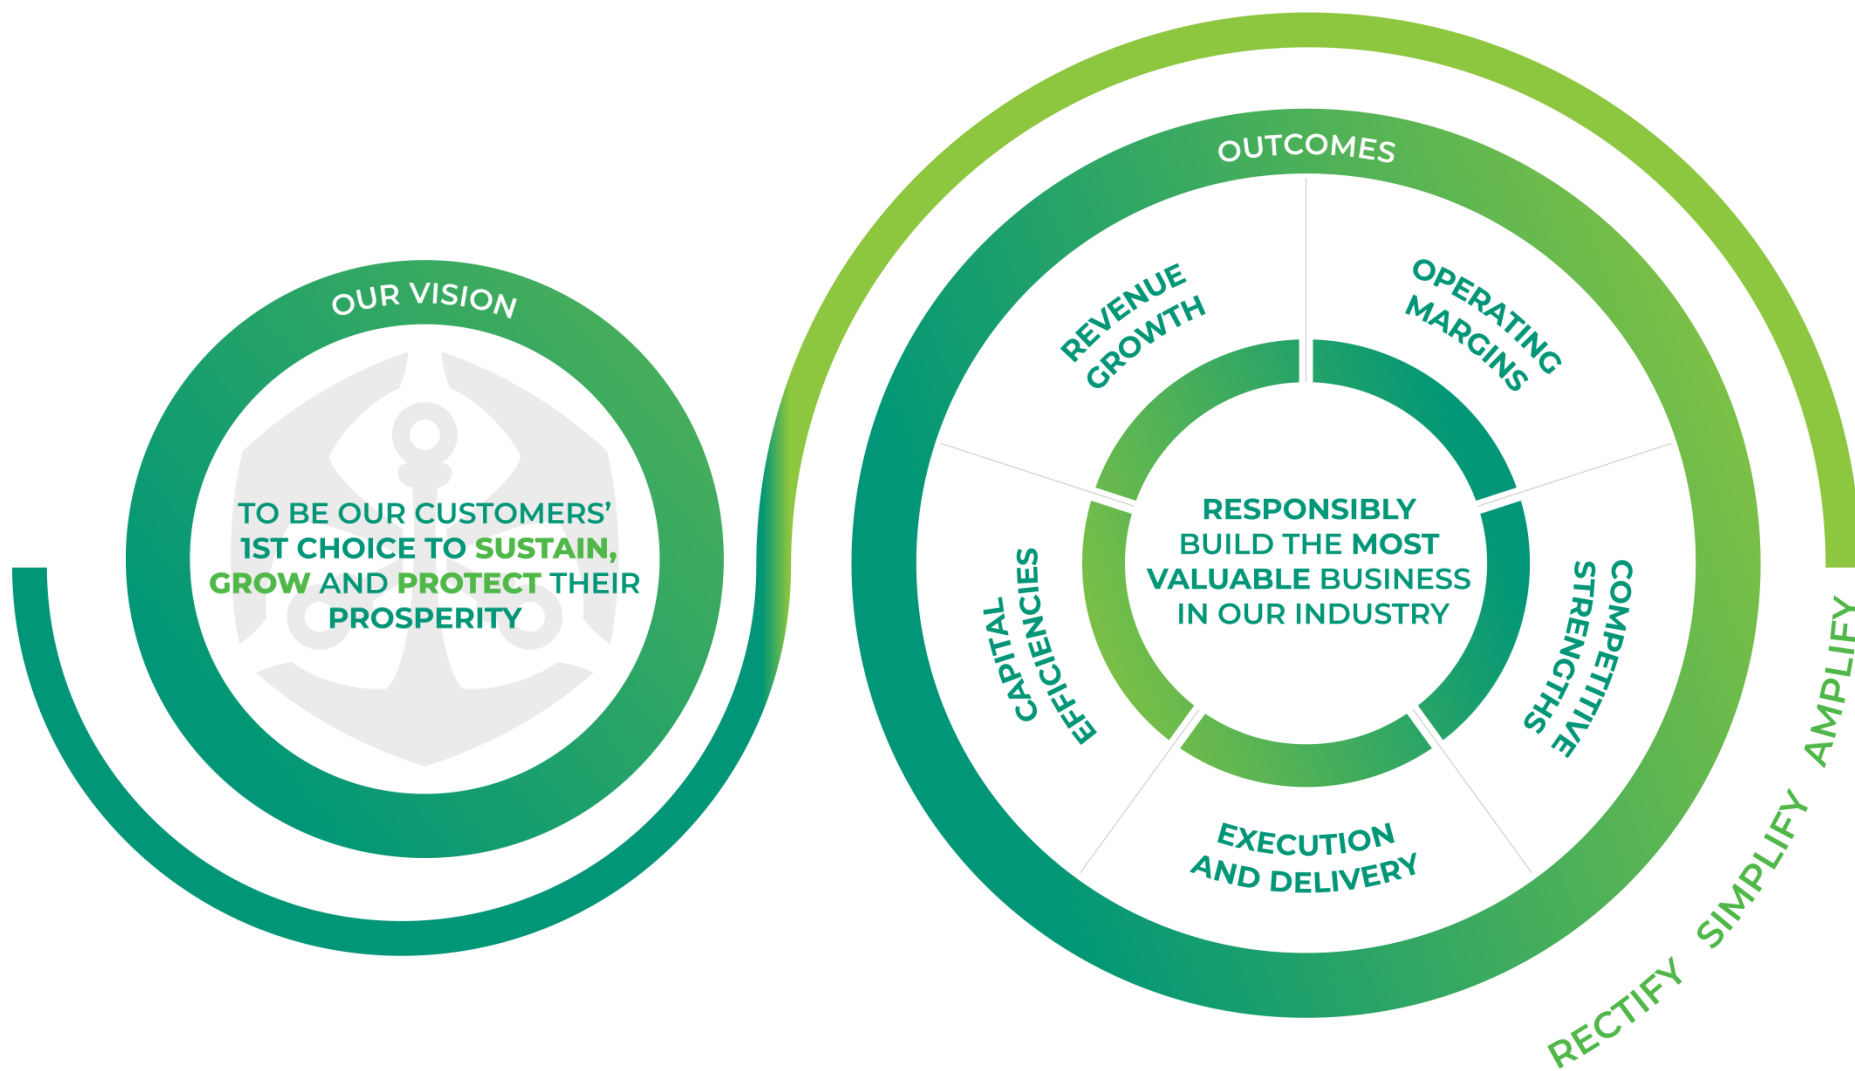 OUR VISION
TO BE OUR CUSTOMERS’
1ST CHOICE TO SUSTAIN,
GROW AND PROTECT THEIR
PROSPERITY
OUTCOMES
REVENUE
GROWTH
OPERATING
MARGINS
COMPETITIVE
STRENGTHS
EXECUTION
AND DELIVERY
CAPITAL
EFFICIENCIES
RESPONSIBLY
BUILD THE MOST
VALUABLE BUSINESS
IN OUR INDUSTRY
RECTIFY SIMPLIFY AMPLIFY